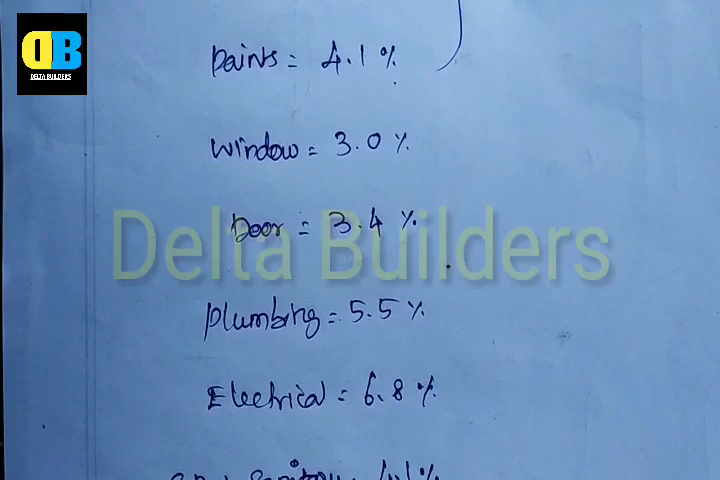 DB
DELTA BUILDERS
Paints = 4.1 %
Window = 3.0 %
Door = 3.4 %
Delta Builders
Plumbing = 5.5 %
Electrical = 6.8 %